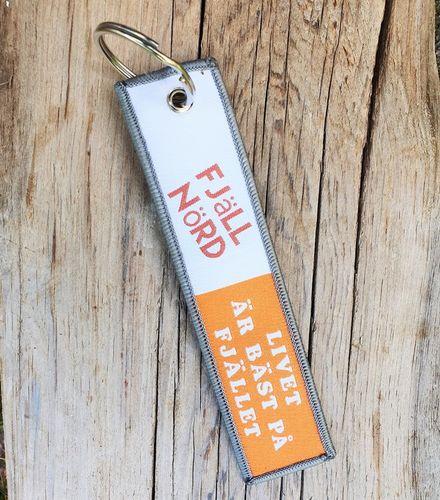 FJäLL
NöRD
LIVET
ÄR BÄST PÅ
FJÄLLET